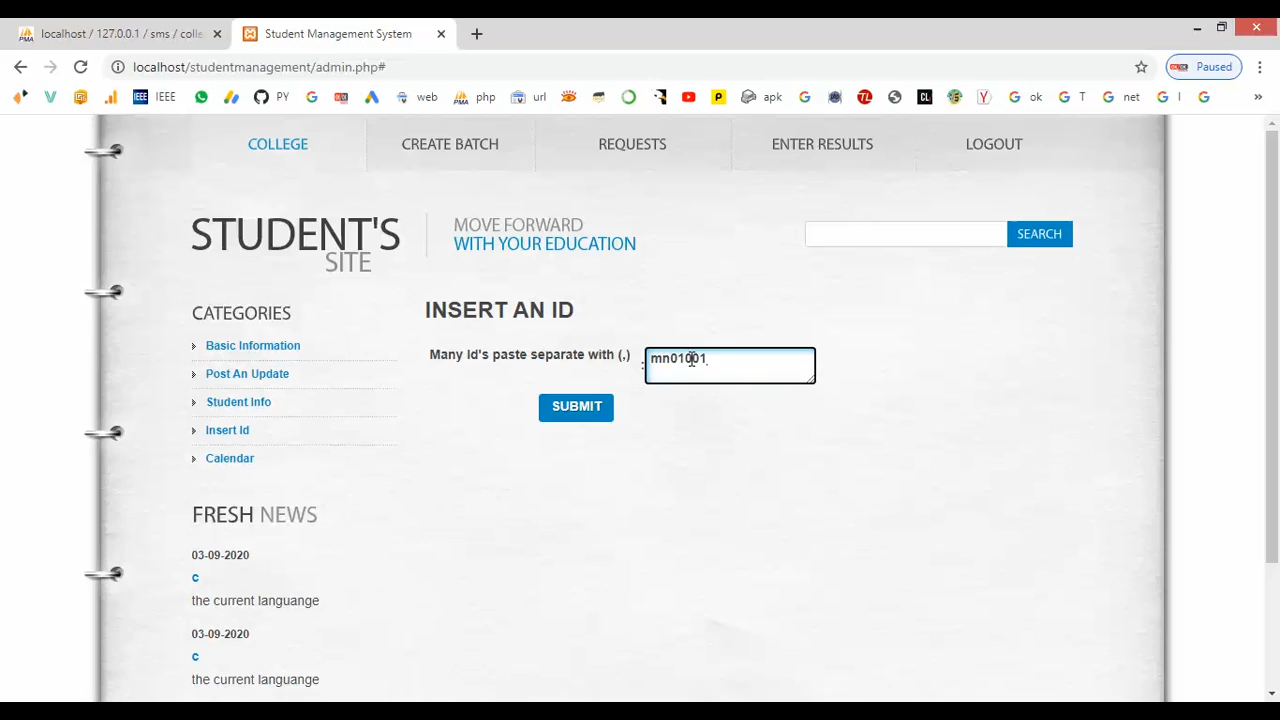 localhost / 127.0.0.1 / sms / colle
Student Management System
localhost/studentmanagement/admin.php#
Paused
IEEE
PY
web
php
url
apk
ok
T
net
I
COLLEGE
CREATE BATCH
REQUESTS
ENTER RESULTS
LOGOUT
STUDENT'S
SITE
MOVE FORWARD
WITH YOUR EDUCATION
SEARCH
CATEGORIES
Basic Information
Post An Update
Student Info
Insert Id
Calendar
INSERT AN ID
Many Id's paste separate with (,)
:
mn01001,
SUBMIT
FRESH NEWS
03-09-2020
c
the current languange
03-09-2020
c
the current languange